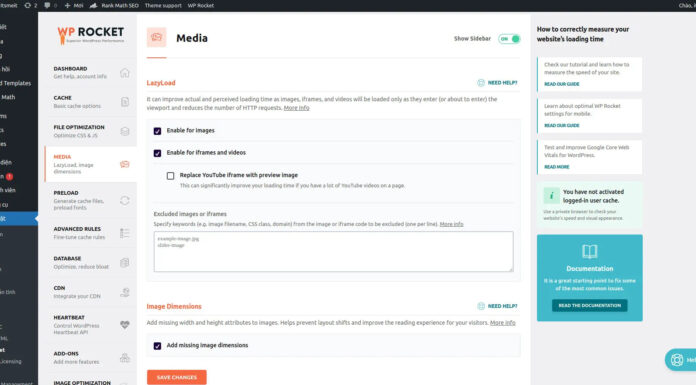 itsmeit
2
0
Mới
Rank Math SEO
Theme support
WP Rocket
Chào,
viết
hồi
d Templates
Math
diện
1
nh viên
g cụ
ặt
ảo tĩnh
Licensing
Management
WP ROCKET
Superior WordPress Performance
DASHBOARD
Get help, account info
CACHE
Basic cache options
FILE OPTIMIZATION
Optimize CSS & JS
MEDIA
LazyLoad, image
dimensions
PRELOAD
Generate cache files,
preload fonts
ADVANCED RULES
Fine-tune cache rules
DATABASE
Optimize, reduce bloat
CDN
Integrate your CDN
HEARTBEAT
Control WordPress
Heartbeat API
ADD-ONS
Add more features
IMAGE OPTIMIZATION
Media
Show Sidebar
ON
LazyLoad
NEED HELP?
It can improve actual and perceived loading time as images, iframes, and videos will be loaded only as they enter (or about to enter) the
viewport and reduces the number of HTTP requests. More info
Enable for images
Enable for iframes and videos
Replace YouTube iframe with preview image
This can significantly improve your loading time if you have a lot of YouTube videos on a page.
Excluded images or iframes
Specify keywords (e.g. image filename, CSS class, domain) from the image or iframe code to be excluded (one per line). More info
example-image.jpg
slider-image
Image Dimensions
NEED HELP?
Add missing width and height attributes to images. Helps prevent layout shifts and improve the reading experience for your visitors. More info
Add missing image dimensions
SAVE CHANGES
How to correctly measure your
website's loading time
Check our tutorial and learn how to
measure the speed of your site.
READ OUR GUIDE
Learn about optimal WP Rocket
settings for mobile.
READ OUR GUIDE
Test and improve Google Core Web
Vitals for WordPress.
READ MORE
You have not activated
logged-in user cache.
Use a private browser to check your
website's speed and visual appearance.
Documentation
It is a great starting point to fix some
of the most common issues.
READ THE DOCUMENTATION
Hel